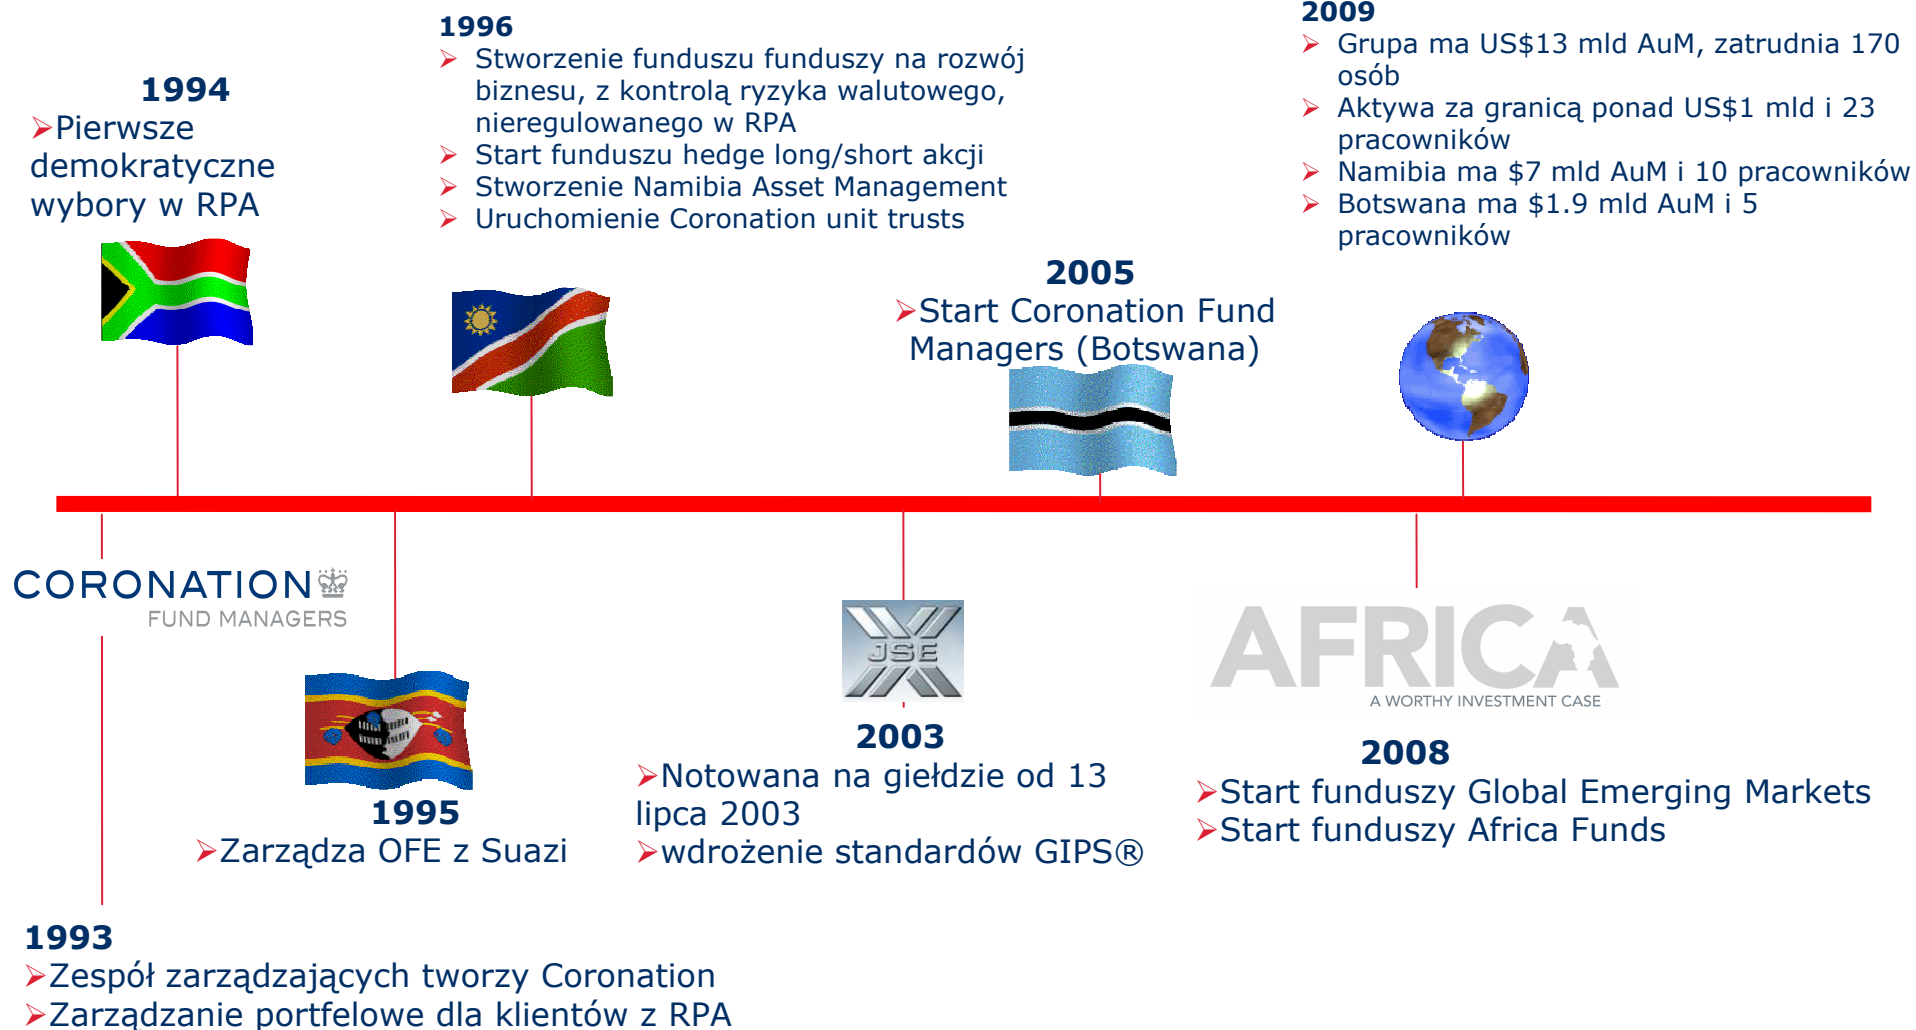 1994
➢Pierwsze
demokratyczne
wybory w RPA
1996
➢ Stworzenie funduszu funduszy na rozwój
biznesu, z kontrolą ryzyka walutowego,
nieregulowanego w RPA
➢ Start funduszu hedge long/short akcji
➢ Stworzenie Namibia Asset Management
➢ Uruchomienie Coronation unit trusts
2005
➢Start Coronation Fund
Managers (Botswana)
2009
➢ Grupa ma US$13 mld AuM, zatrudnia 170
osób
➢ Aktywa za granicą ponad US$1 mld i 23
pracowników
➢ Namibia ma $7 mld AuM i 10 pracowników
➢ Botswana ma $1.9 mld AuM i 5
pracowników
CORONATION
FUND MANAGERS
1993
➢Zespół zarządzających tworzy Coronation
➢Zarządzanie portfelowe dla klientów z RPA
1995
➢Zarządza OFE z Suazi
JSE
2003
➢Notowana na giełdzie od 13
lipca 2003
➢wdrożenie standardów GIPS®
AFRICA
A WORTHY INVESTMENT CASE
2008
➢Start funduszy Global Emerging Markets
➢Start funduszy Africa Funds